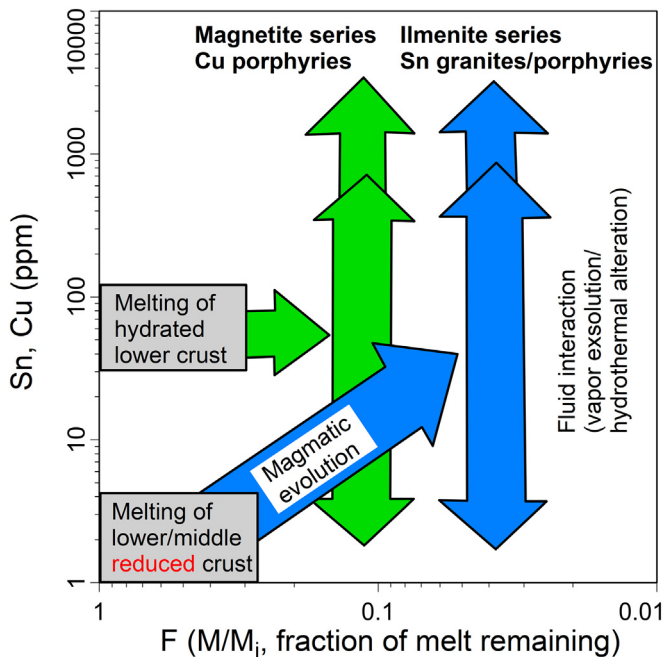 Magnetite series
Cu porphyries
Ilmenite series
Sn granites/porphyries
10000
1000
100
10
1
Sn, Cu (ppm)
Melting of
hydrated
lower crust
Magmatic
evolution
Melting of
lower/middle
reduced crust
Fluid interaction
(vapor exsolution/
hydrothermal alteration)
1
0.1
0.01
F (M/Mi, fraction of melt remaining)